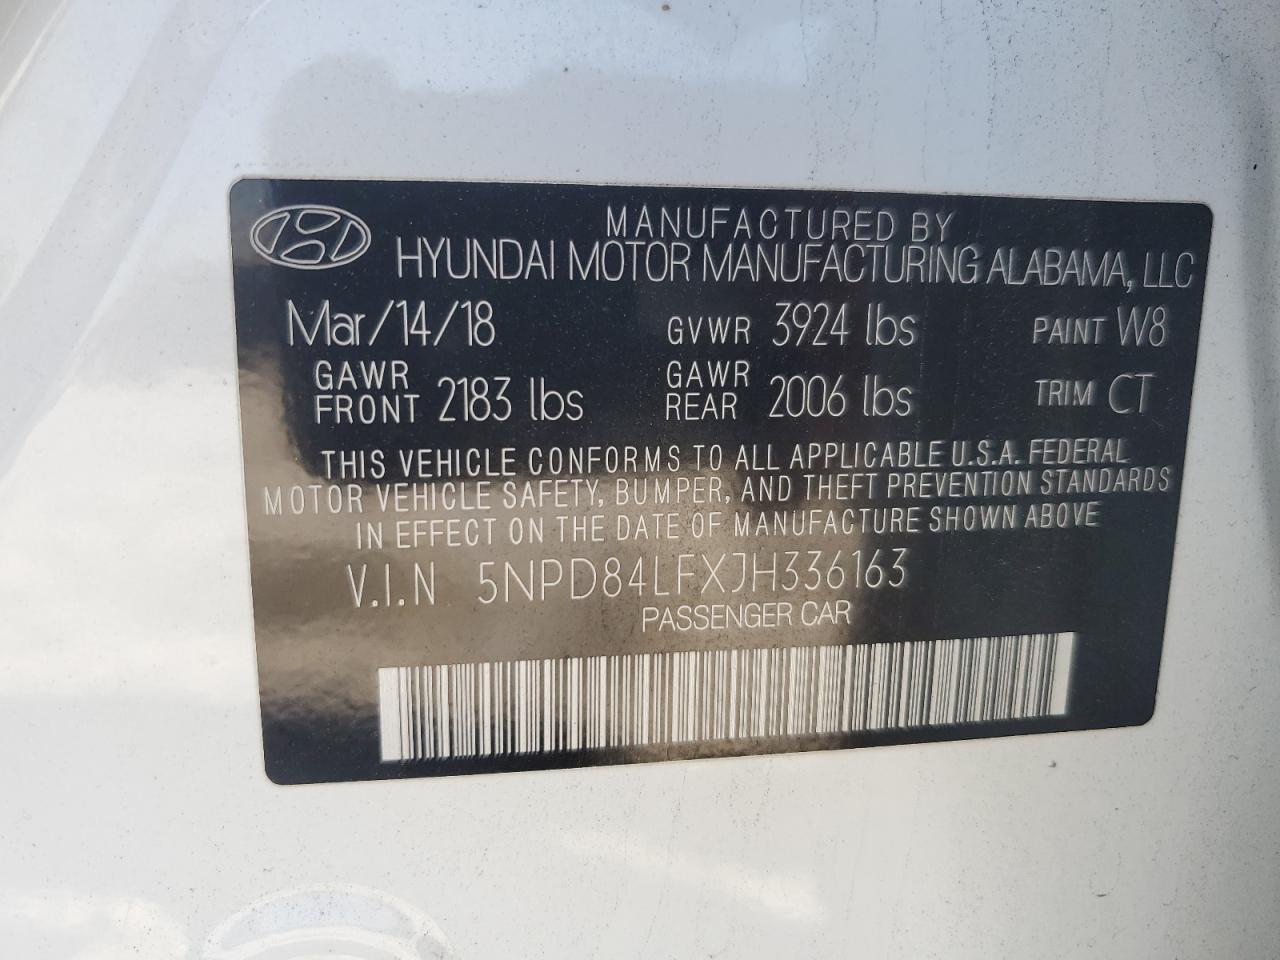 MANUFACTURED BY
HYUNDAI MOTOR MANUFACTURING ALABAMA, LLC
Mar/14/18 GVWR 3924 lbs PAINT W8
GAWR FRONT 2183 lbs GAWR REAR 2006 lbs TRIM CT
THIS VEHICLE CONFORMS TO ALL APPLICABLE U.S.A. FEDERAL
MOTOR VEHICLE SAFETY, BUMPER, AND THEFT PREVENTION STANDARDS
IN EFFECT ON THE DATE OF MANUFACTURE SHOWN ABOVE
V.I.N 5NPD84LFXJH336163
PASSENGER CAR